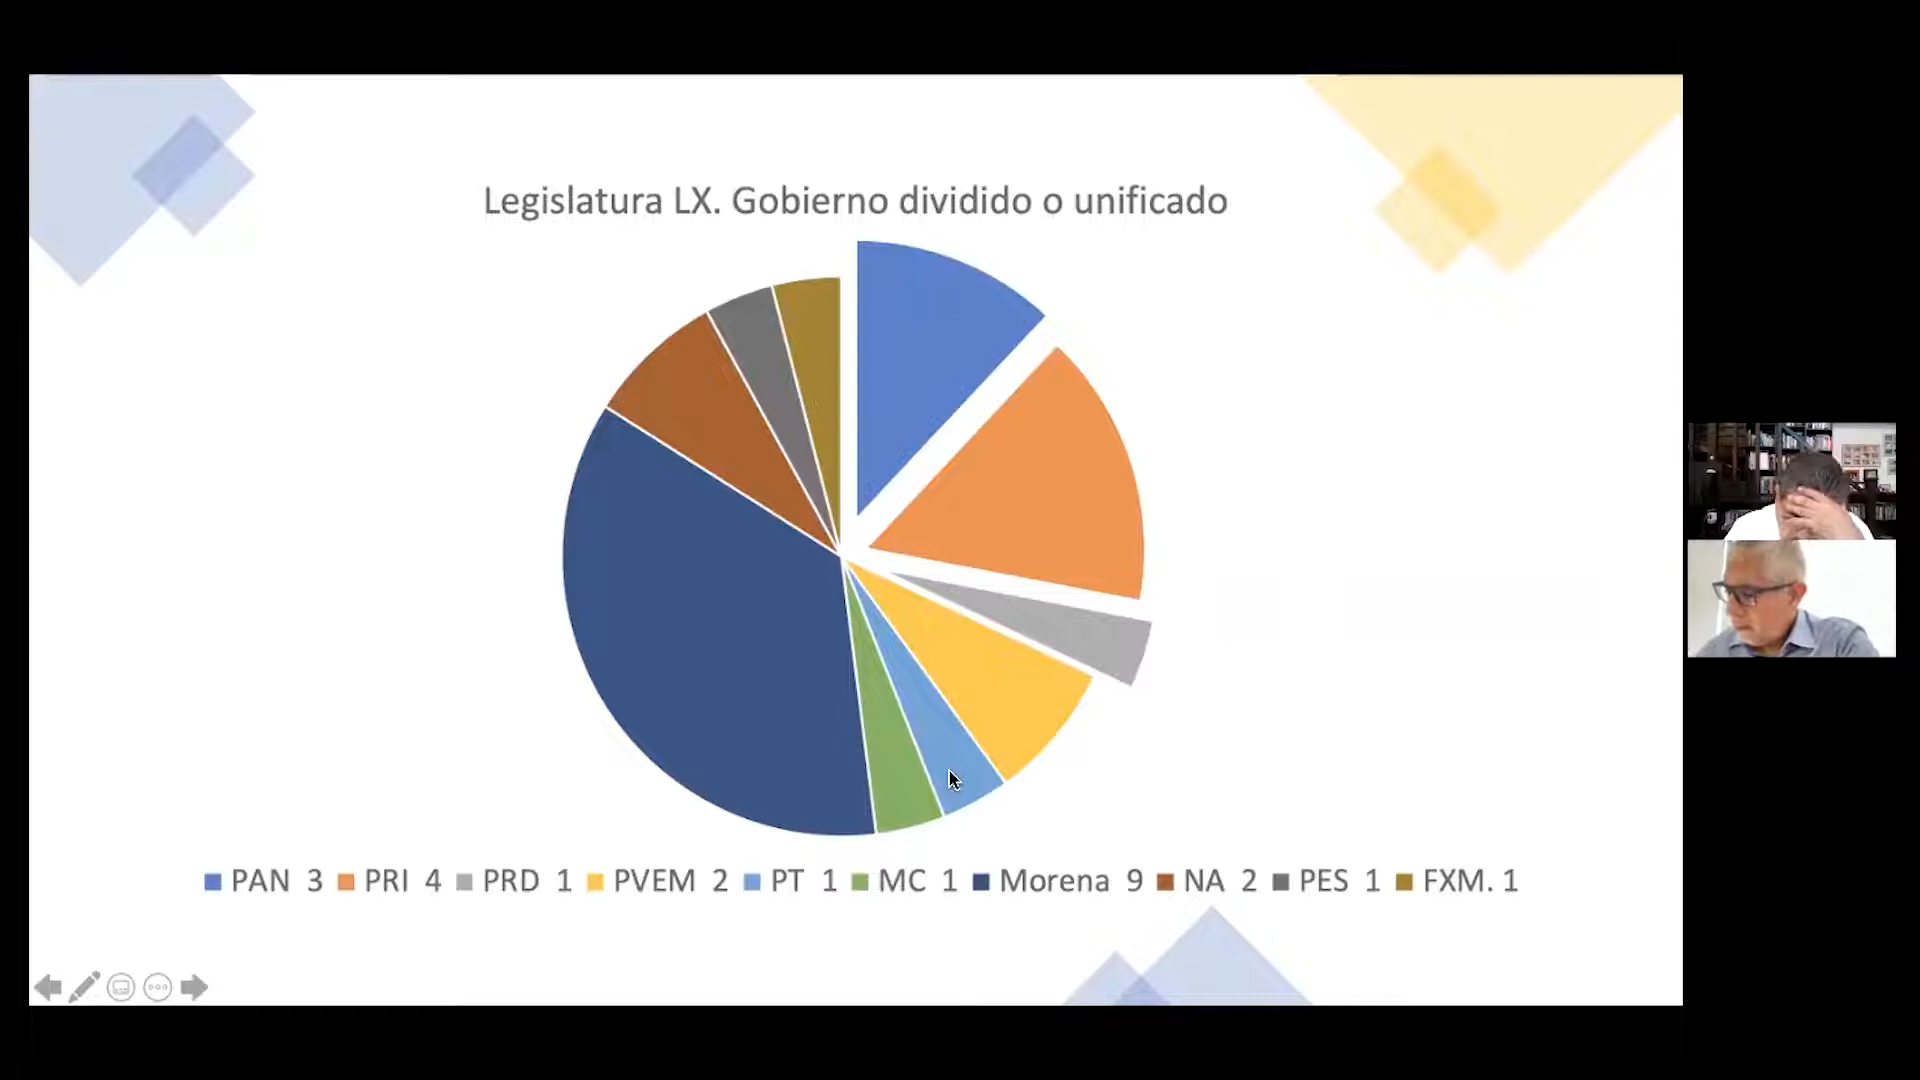 Legislatura LX. Gobierno dividido o unificado
PAN 3 PRI 4 PRD 1 PVEM 2 PT 1 MC 1 Morena 9 NA 2 PES 1 FXM. 1